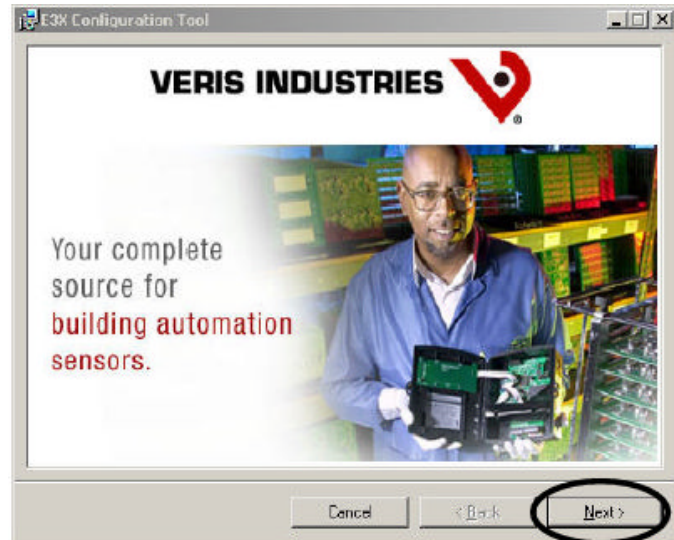 E3X Configuration Tool
VERIS INDUSTRIES
®
Your complete
source for
building automation
sensors.
Cancel
< Back
Next >